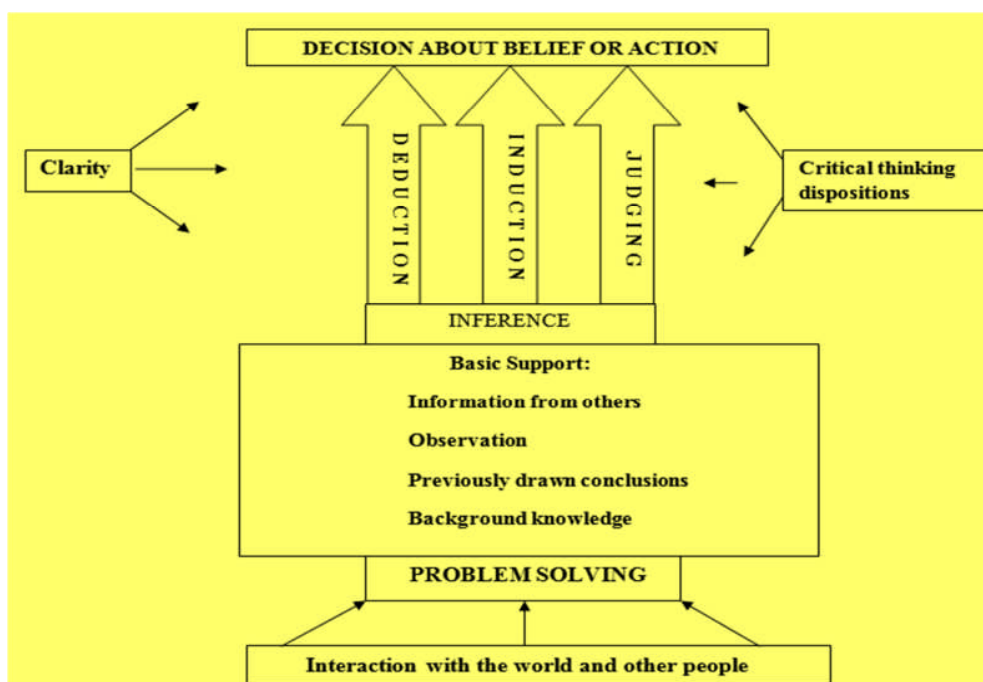 DECISION ABOUT BELIEF OR ACTION
Clarity
DEDUCTION
INDUCTION
JUDGING
Critical thinking
dispositions
INFERENCE
Basic Support:
Information from others
Observation
Previously drawn conclusions
Background knowledge
PROBLEM SOLVING
Interaction with the world and other people